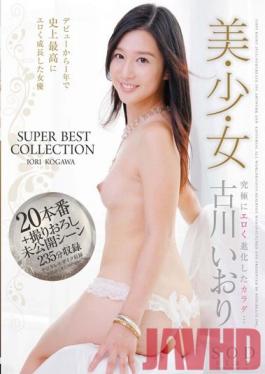 デビューから1年で
史上最高に
エロく成長した女優
SUPER BEST
COLLECTION
IORI KOGAWA
20本番
+撮りおろし
未公開シーン
235分収録
美・少・女
究極にエロく進化したカラダ…
古川いおり
SOD
JAVHD